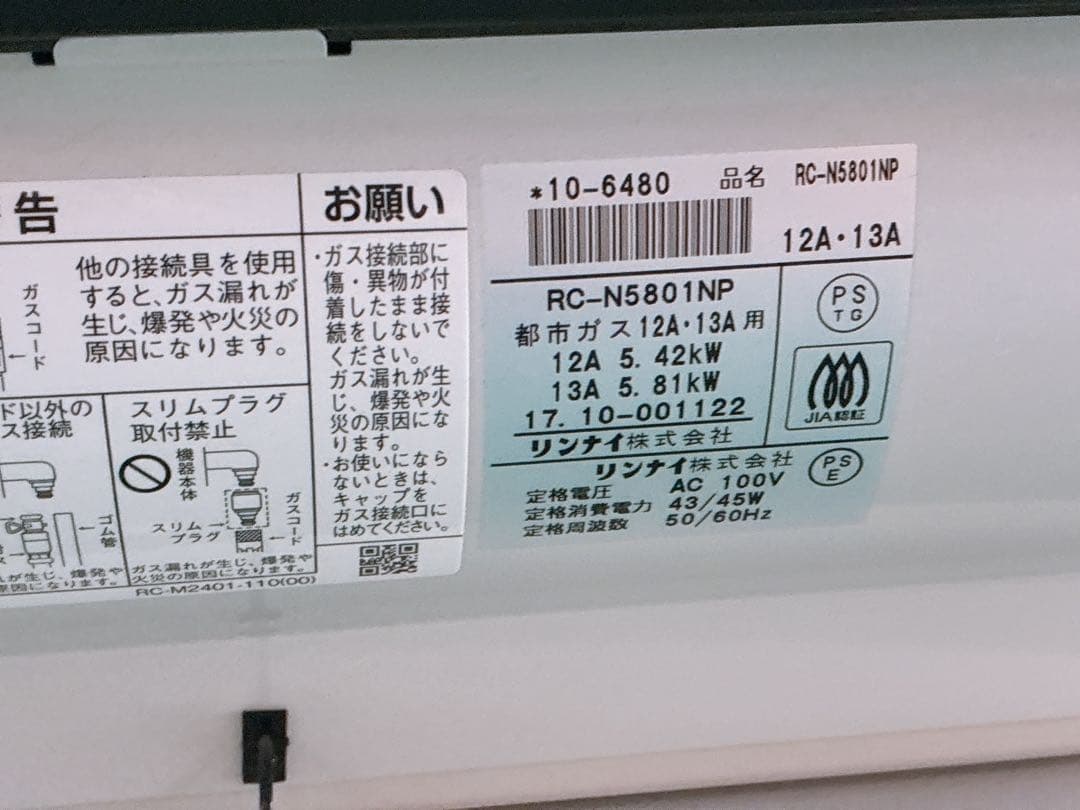 告
ガスコード
他の接続具を使用
すると、ガス漏れが
生じ、爆発や火災の
原因になります。
ド以外の
ス接続
ゴム管
が生じ、爆発や
原因になります。
スリムプラグ
取付禁止
機器本体
スリム
プラグ
ガスコード
ガス漏れが生じ、爆発や
火災の原因になります。
RC-M2401-110(00)
お願い
・ガス接続部に
傷・異物が付
着したまま接
続をしないで
ください。
ガス漏れが生
じ、爆発や火
災の原因にな
ります。
・お使いになら
ないときは、
キャップを
ガス接続口に
はめてください。
*10-6480 品名 RC-N5801NP
12A・13A
RC-N5801NP
都市ガス12A・13A用
12A 5.42kW
13A 5.81kW
17.10-001122
リンナイ株式会社
PS
TG
JIA認証
リンナイ株式会社
定格電圧 AC 100V
定格消費電力 43/45W
定格周波数 50/60Hz
PS
E